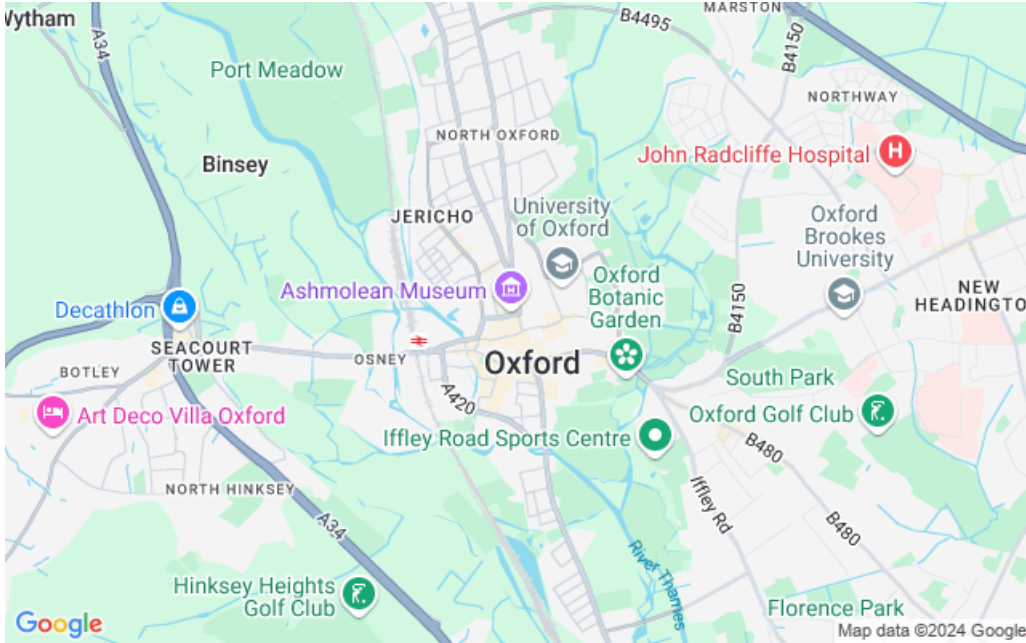 Wytham
A34
B4495
MARSTON
B4150
Port Meadow
NORTHWAY
NORTH OXFORD
Binsey
John Radcliffe Hospital
H
JERICHO
University
of Oxford
Oxford
Brookes
University
Ashmolean Museum
Oxford
Botanic
Garden
Decathlon
B4150
NEW
HEADINGTO
SEACOURT
TOWER
OSNEY
BOTLEY
Oxford
South Park
Art Deco Villa Oxford
A420
Oxford Golf Club
Iffley Road Sports Centre
B480
NORTH HINKSEY
Iffley Rd
A34
B480
River Thames
Hinksey Heights
Golf Club
Florence Park
Google
Map data ©2024 Google